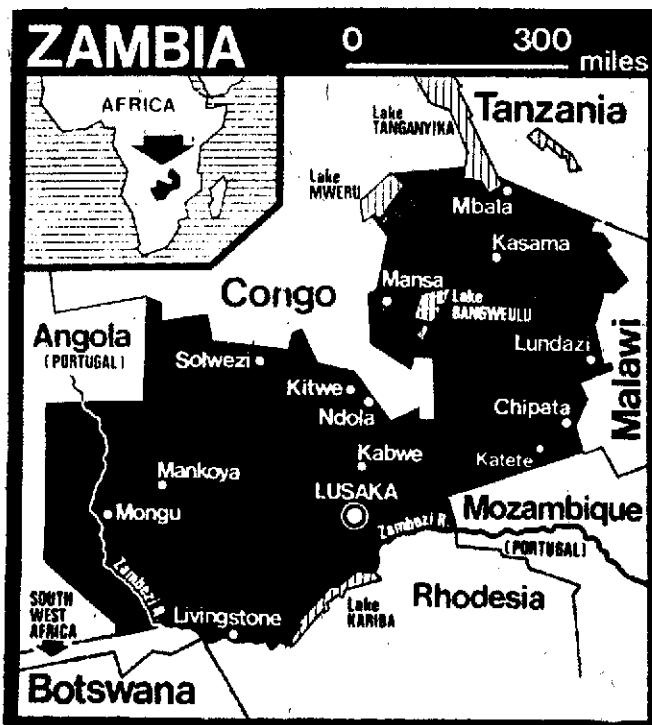 ZAMBIA
0 300 miles
AFRICA
Lake
TANGANYIKA
Tanzania
Lake
MWERU
Mbala
Kasama
Congo
Mansa
Lake
BANGWEULU
Angola
(PORTUGAL)
Solwezi
Lundazi
Malawi
Kitwe
Ndola
Chipata
Kabwe
Katete
Mankoya
LUSAKA
Mongu
Zambezi R.
Mozambique
(PORTUGAL)
Zambezi R.
SOUTH
WEST
AFRICA
Livingstone
Lake
KARIBA
Rhodesia
Botswana